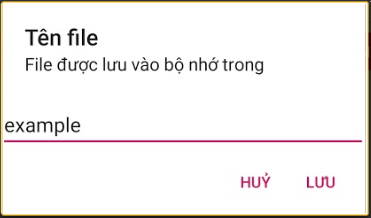 Tên file
File được lưu vào bộ nhớ trong
example
HUỶ LƯU